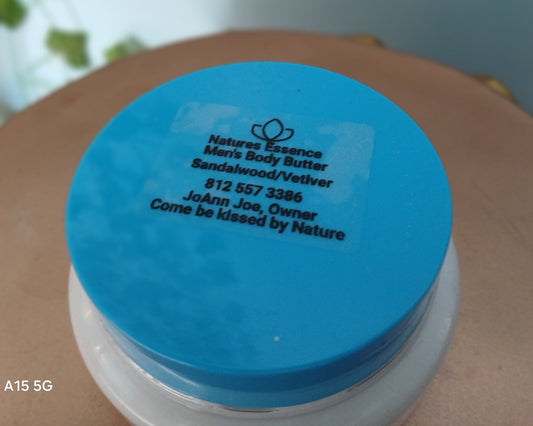 Natures Essence
Men's Body Butter
Sandalwood/Vetiver
812 557 3386
JoAnn Joe, Owner
Come be kissed by Nature
A15 5G